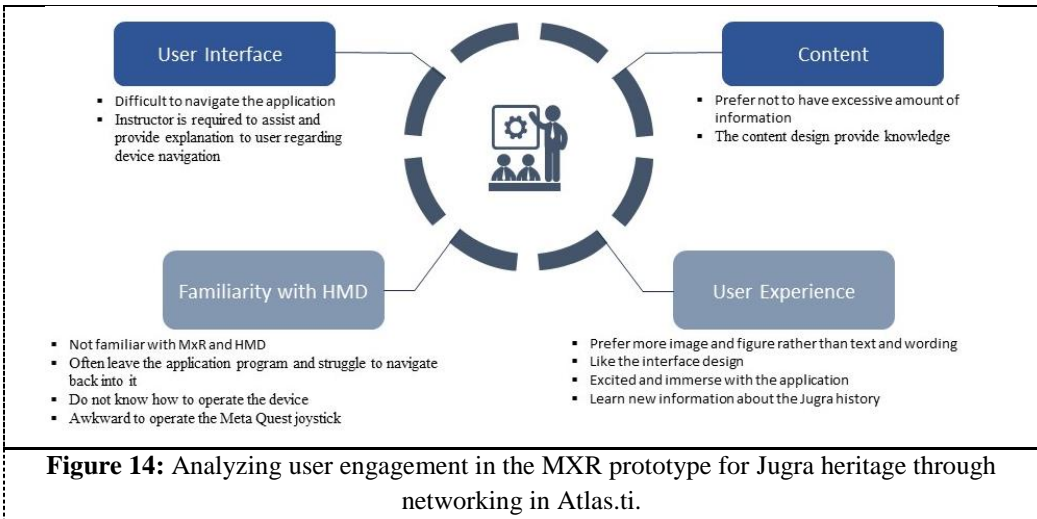 User Interface
▪ Difficult to navigate the application
▪ Instructor is required to assist and
provide explanation to user regarding
device navigation
Content
▪ Prefer not to have excessive amount of
information
▪ The content design provide knowledge
Familiarity with HMD
▪ Not familiar with MxR and HMD
▪ Often leave the application program and struggle to navigate
back into it
▪ Do not know how to operate the device
▪ Awkward to operate the Meta Quest joystick
User Experience
▪ Prefer more image and figure rather than text and wording
▪ Like the interface design
▪ Excited and immerse with the application
▪ Learn new information about the Jugra history
Figure 14: Analyzing user engagement in the MXR prototype for Jugra heritage through
networking in Atlas.ti.